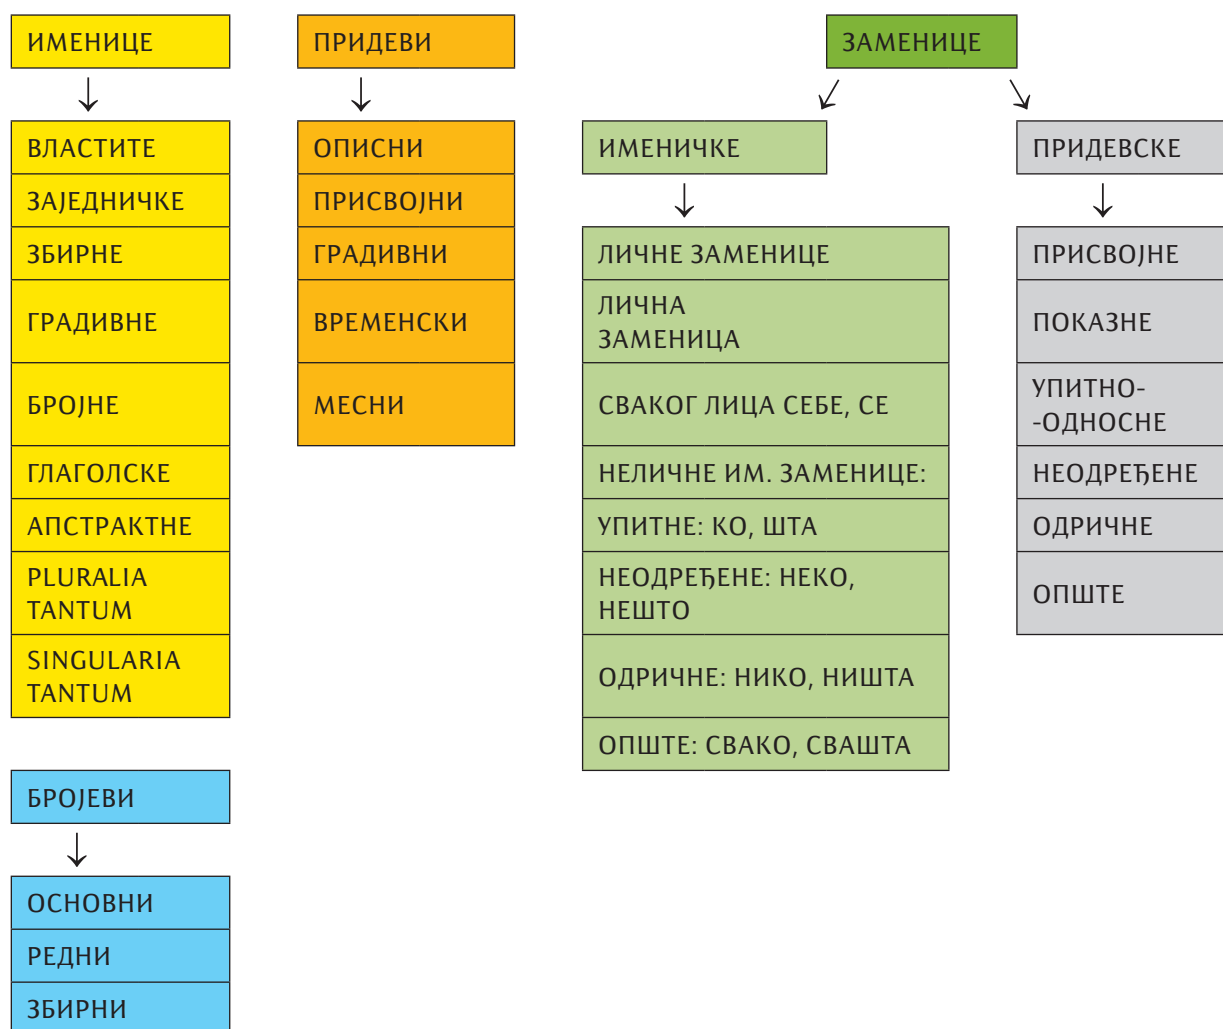 ИМЕНИЦЕ
ВЛАСТИТЕ
ЗАЈЕДНИЧКЕ
ЗБИРНЕ
ГРАДИВНЕ
БРОЈНЕ
ГЛАГОЛСКЕ
АПСТРАКТНЕ
PLURALIA
TANTUM
SINGULARIA
TANTUM
ПРИДЕВИ
ОПИСНИ
ПРИСВОЈНИ
ГРАДИВНИ
ВРЕМЕНСКИ
МЕСНИ
ЗАМЕНИЦЕ
ИМЕНИЧКЕ
ЛИЧНЕ ЗАМЕНИЦЕ
ЛИЧНА
ЗАМЕНИЦА
СВАКОГ ЛИЦА СЕБЕ, СЕ
НЕЛИЧНЕ ИМ. ЗАМЕНИЦЕ:
УПИТНЕ: КО, ШТА
НЕОДРЕЂЕНЕ: НЕКО,
НЕШТО
ОДРИЧНЕ: НИКО, НИШТА
ОПШТЕ: СВАКО, СВАШТА
ПРИДЕВСКЕ
ПРИСВОЈНЕ
ПОКАЗНЕ
УПИТНО-
-ОДНОСНЕ
НЕОДРЕЂЕНЕ
ОДРИЧНЕ
ОПШТЕ
БРОЈЕВИ
ОСНОВНИ
РЕДНИ
ЗБИРНИ